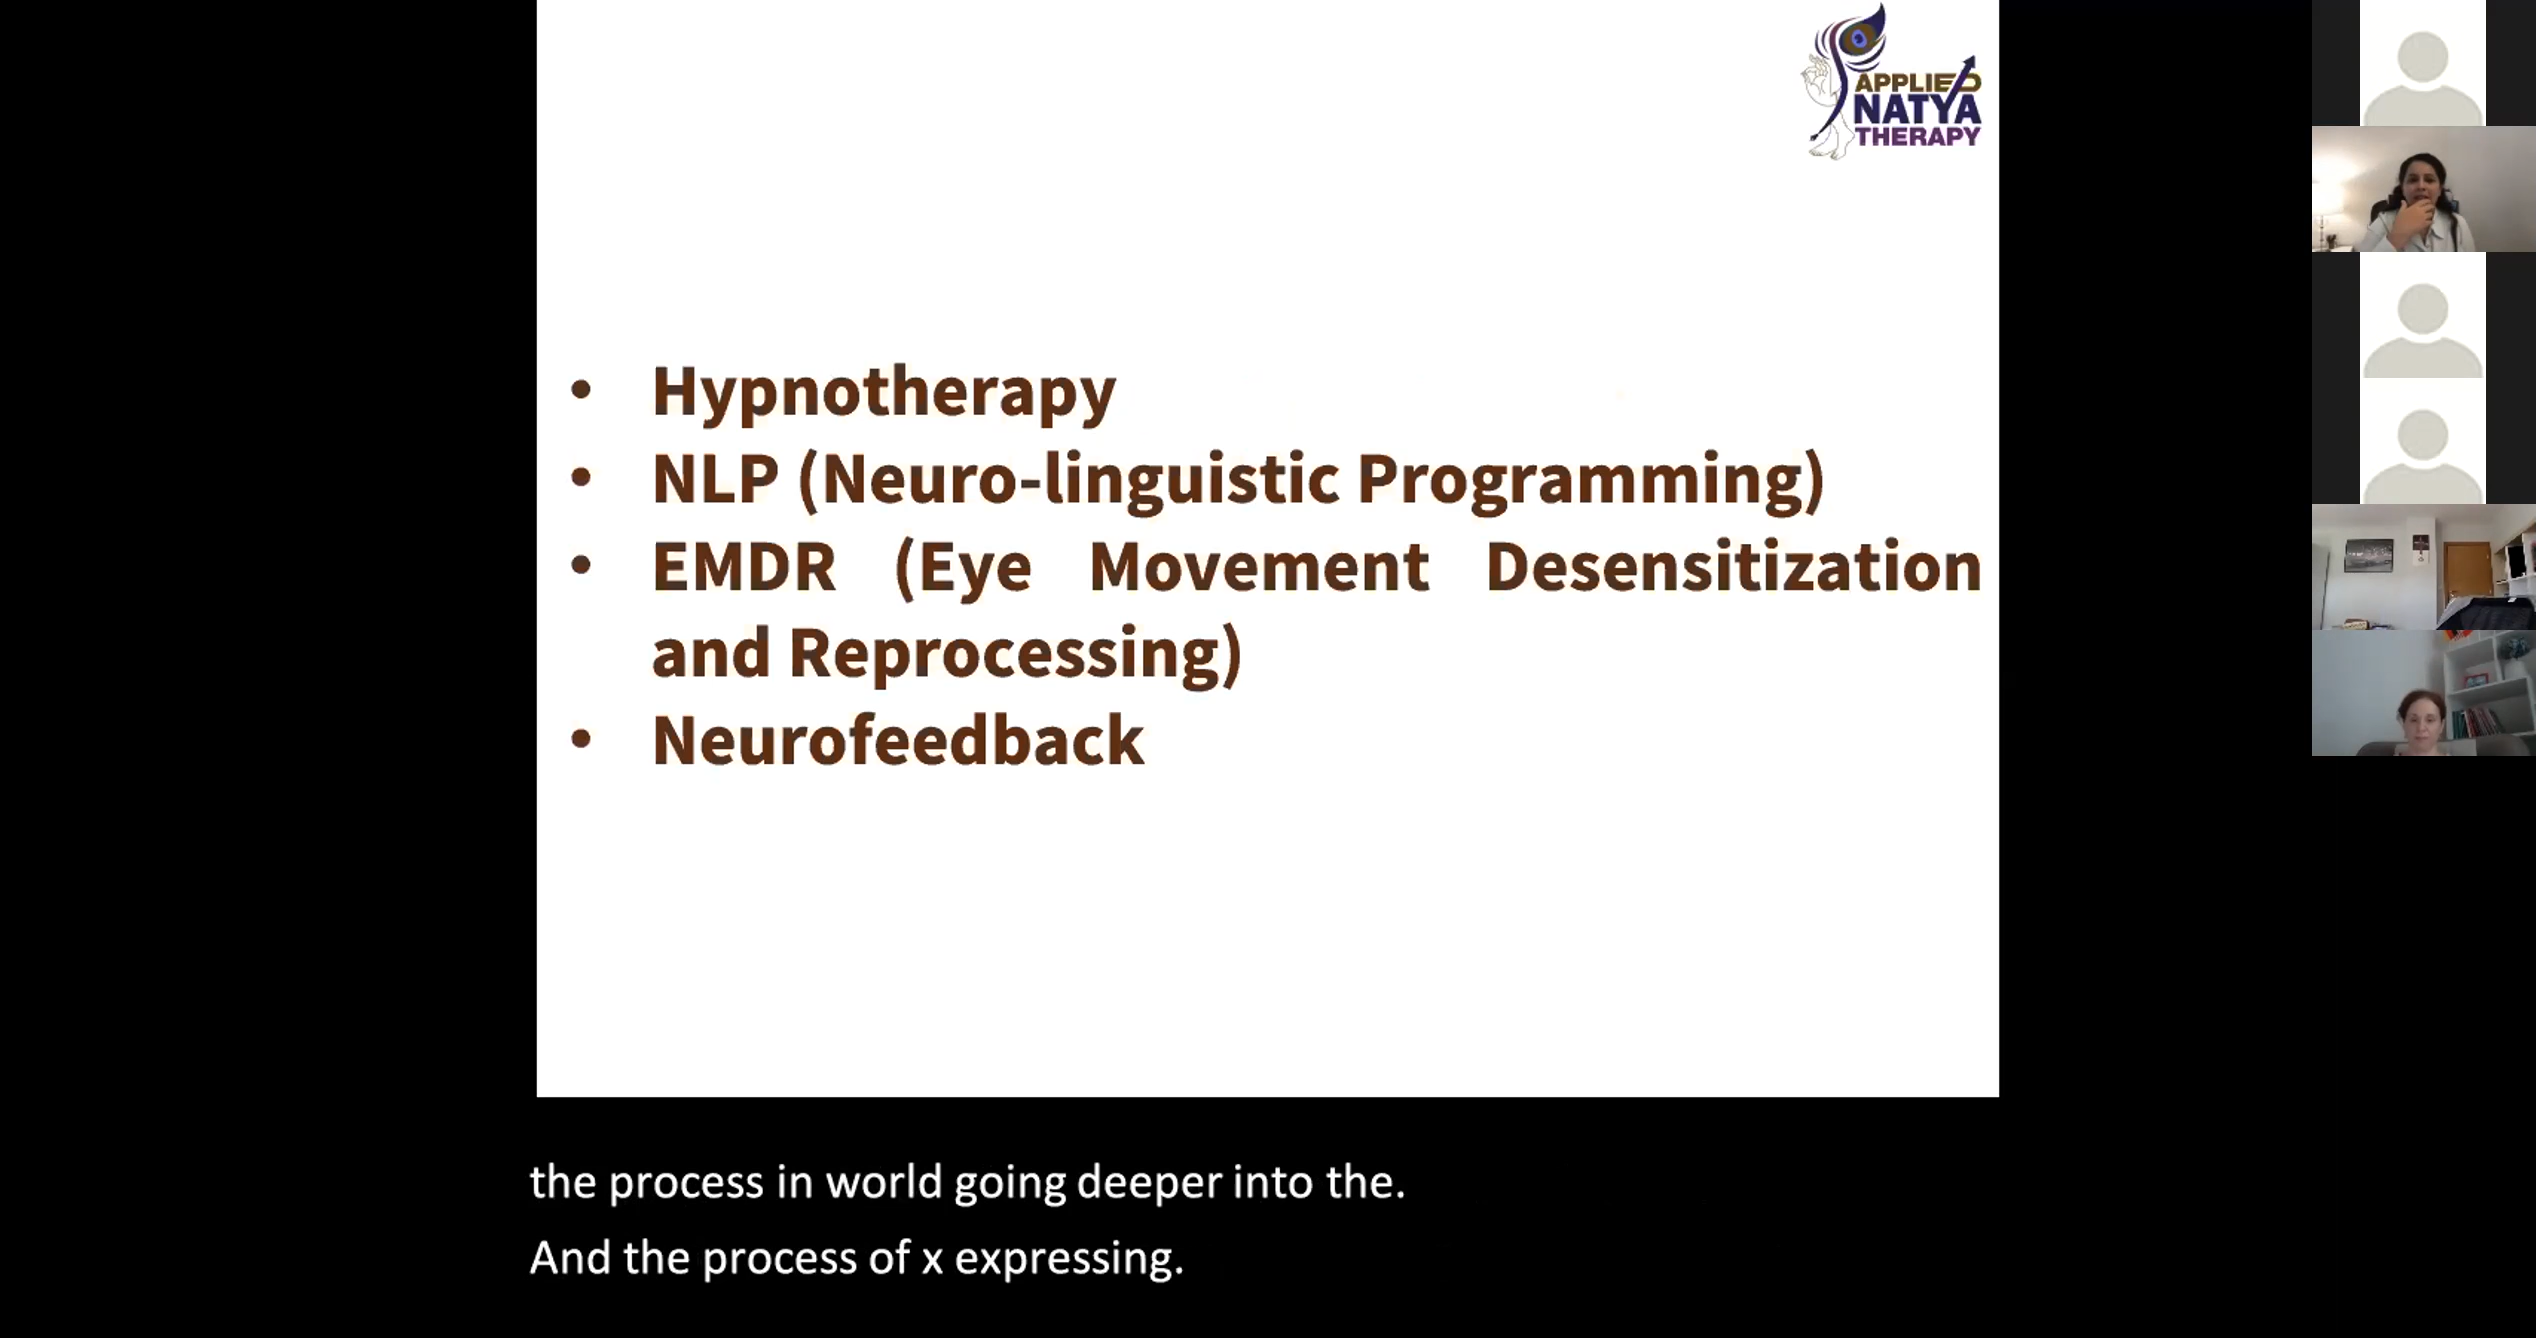 APPLIED
NATYA
THERAPY
• Hypnotherapy
• NLP (Neuro-linguistic Programming)
• EMDR (Eye Movement Desensitization
and Reprocessing)
• Neurofeedback
the process in world going deeper into the.
And the process of x expressing.